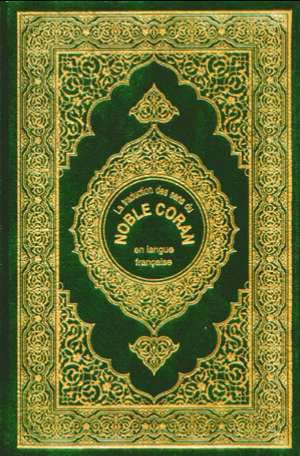 La traduction des sens du
NOBLE CORAN
en langue
française